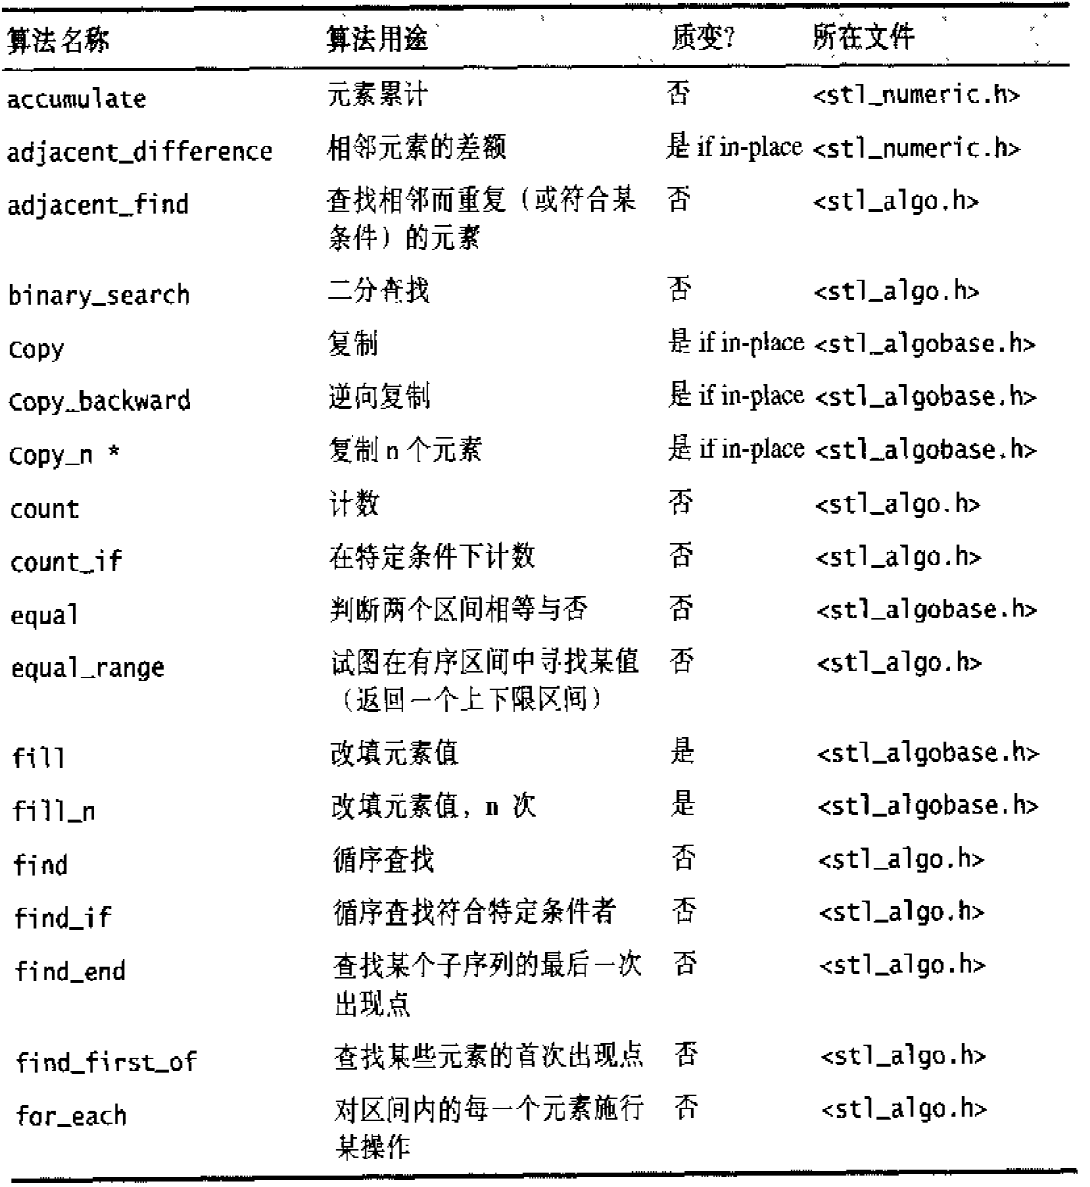 算法名称 算法用途 质变? 所在文件
accumulate 元素累计 否 <stl_numeric.h>
adjacent_difference 相邻元素的差额 是 if in-place <stl_numeric.h>
adjacent_find 查找相邻而重复（或符合某 否 <stl_algo.h>
条件）的元素
binary_search 二分查找 否 <stl_algo.h>
Copy 复制 是 if in-place <stl_algobase.h>
Copy_backward 逆向复制 是 if in-place <stl_algobase.h>
Copy_n * 复制 n 个元素 是 if in-place <stl_algobase.h>
count 计数 否 <stl_algo.h>
count_if 在特定条件下计数 否 <stl_algo.h>
equal 判断两个区间相等与否 否 <stl_algobase.h>
equal_range 试图在有序区间中寻找某值 否 <stl_algo.h>
（返回一个上下限区间）
fill 改填元素值 是 <stl_algobase.h>
fill_n 改填元素值，n 次 是 <stl_algobase.h>
find 循序查找 否 <stl_algo.h>
find_if 循序查找符合特定条件者 否 <stl_algo.h>
find_end 查找某个子序列的最后一次 否 <stl_algo.h>
出现点
find_first_of 查找某些元素的首次出现点 否 <stl_algo.h>
for_each 对区间内的每一个元素施行 否 <stl_algo.h>
某操作